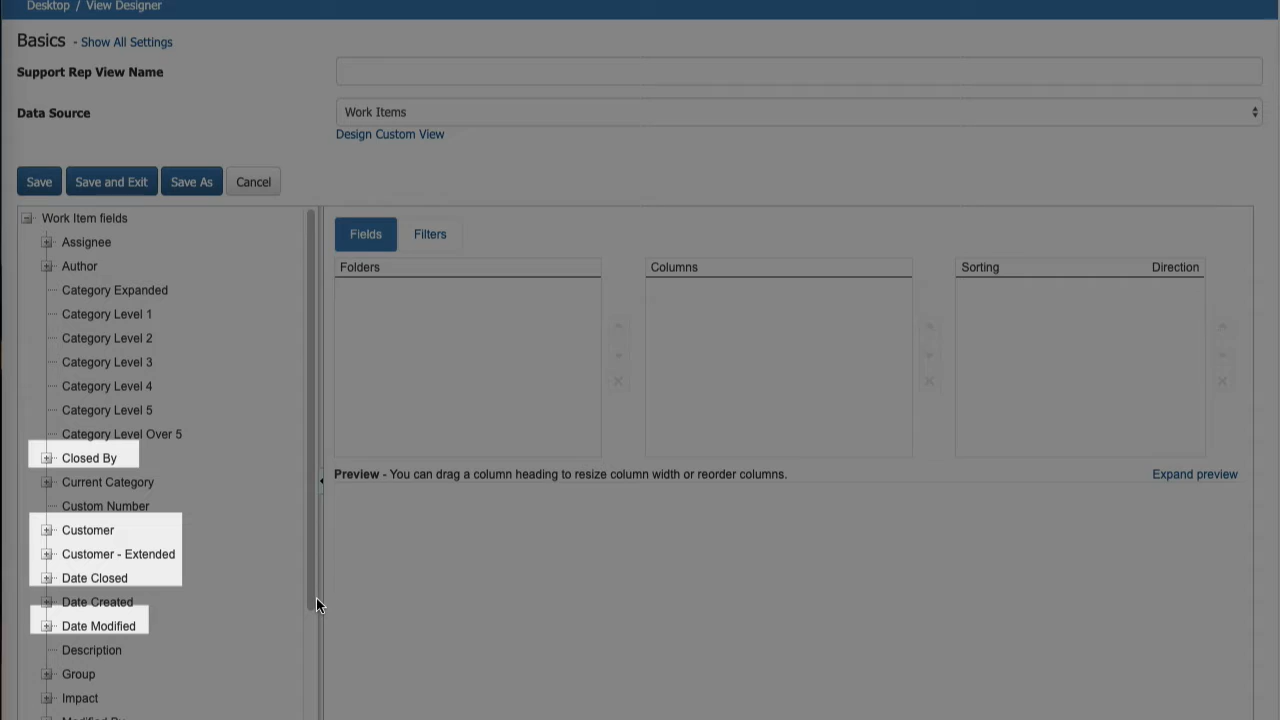 Desktop / View Designer
Basics - Show All Settings
Support Rep View Name
Data Source
Work Items
Design Custom View
Save
Save and Exit
Save As
Cancel
Work Item fields
Assignee
Author
Category Expanded
Category Level 1
Category Level 2
Category Level 3
Category Level 4
Category Level 5
Category Level Over 5
Closed By
Current Category
Custom Number
Customer
Customer - Extended
Date Closed
Date Created
Date Modified
Description
Group
Impact
Modified By
Fields
Filters
Folders
Columns
Sorting
Direction
Preview - You can drag a column heading to resize column width or reorder columns.
Expand preview